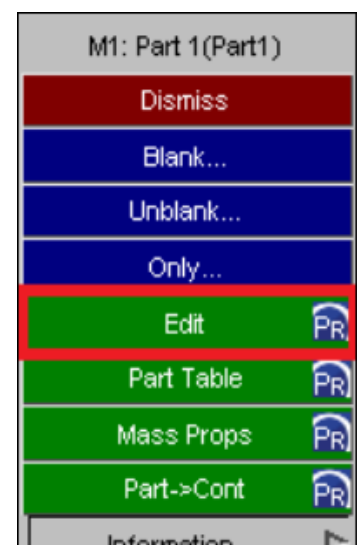 M1: Part 1(Part1)
Dismiss
Blank...
Unblank...
Only...
Edit PR
Part Table PR
Mass Props PR
Part->Cont PR
Information